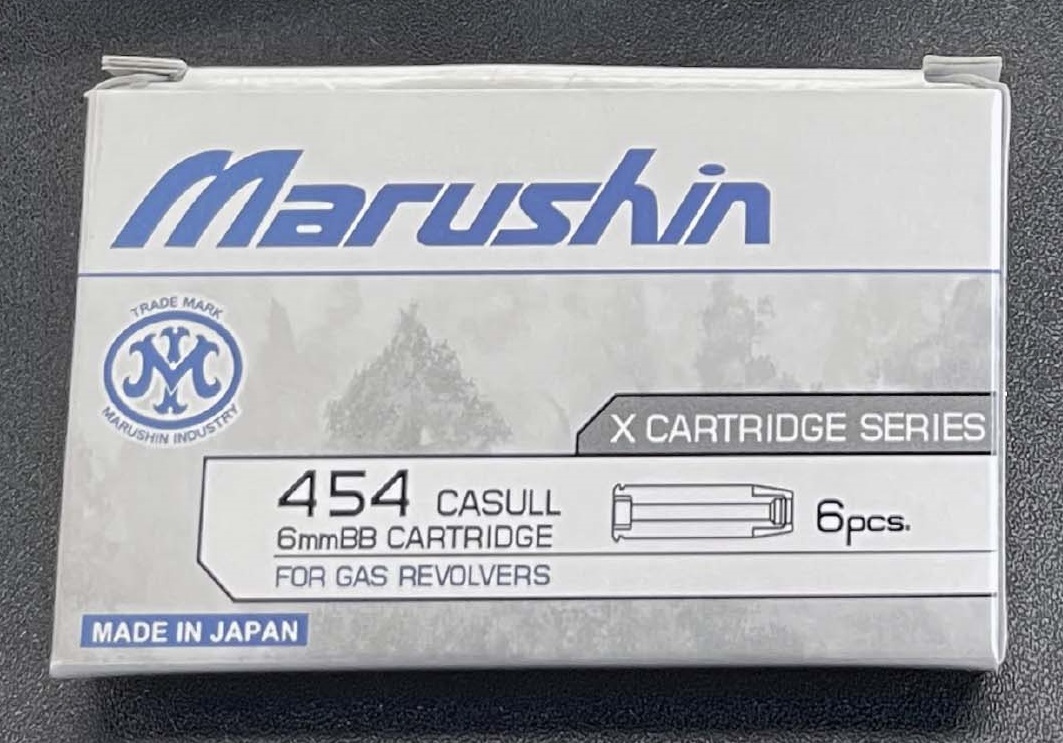 Marushin
TRADE MARK
MARUSHIN INDUSTRY
X CARTRIDGE SERIES
454 CASULL
6mmBB CARTRIDGE
6pcs.
FOR GAS REVOLVERS
MADE IN JAPAN